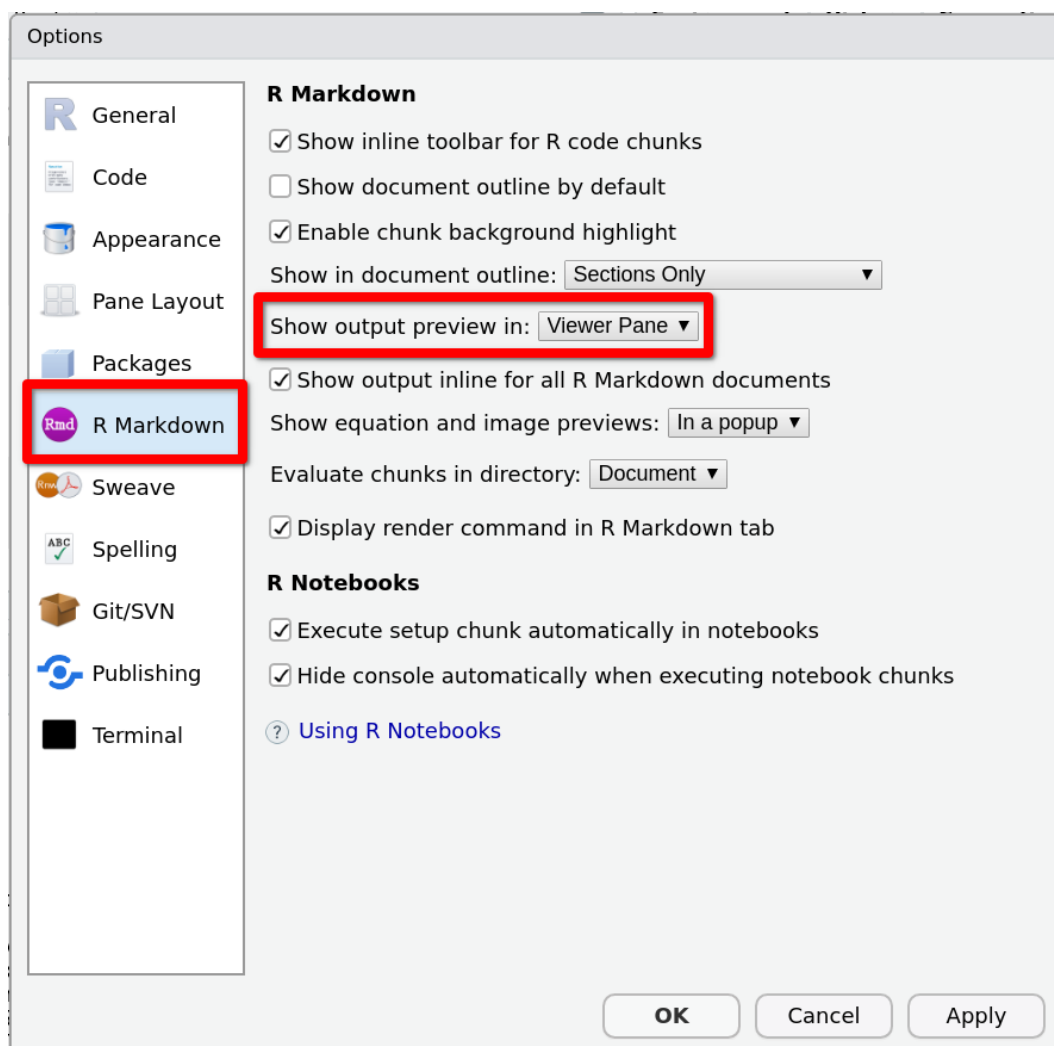 Options
General
Code
Appearance
Pane Layout
Packages
Rmd R Markdown
Rnw Sweave
ABC Spelling
Git/SVN
Publishing
Terminal
R Markdown
Show inline toolbar for R code chunks
Show document outline by default
Enable chunk background highlight
Show in document outline: Sections Only
Show output preview in: Viewer Pane
Show output inline for all R Markdown documents
Show equation and image previews: In a popup
Evaluate chunks in directory: Document
Display render command in R Markdown tab
R Notebooks
Execute setup chunk automatically in notebooks
Hide console automatically when executing notebook chunks
? Using R Notebooks
OK Cancel Apply